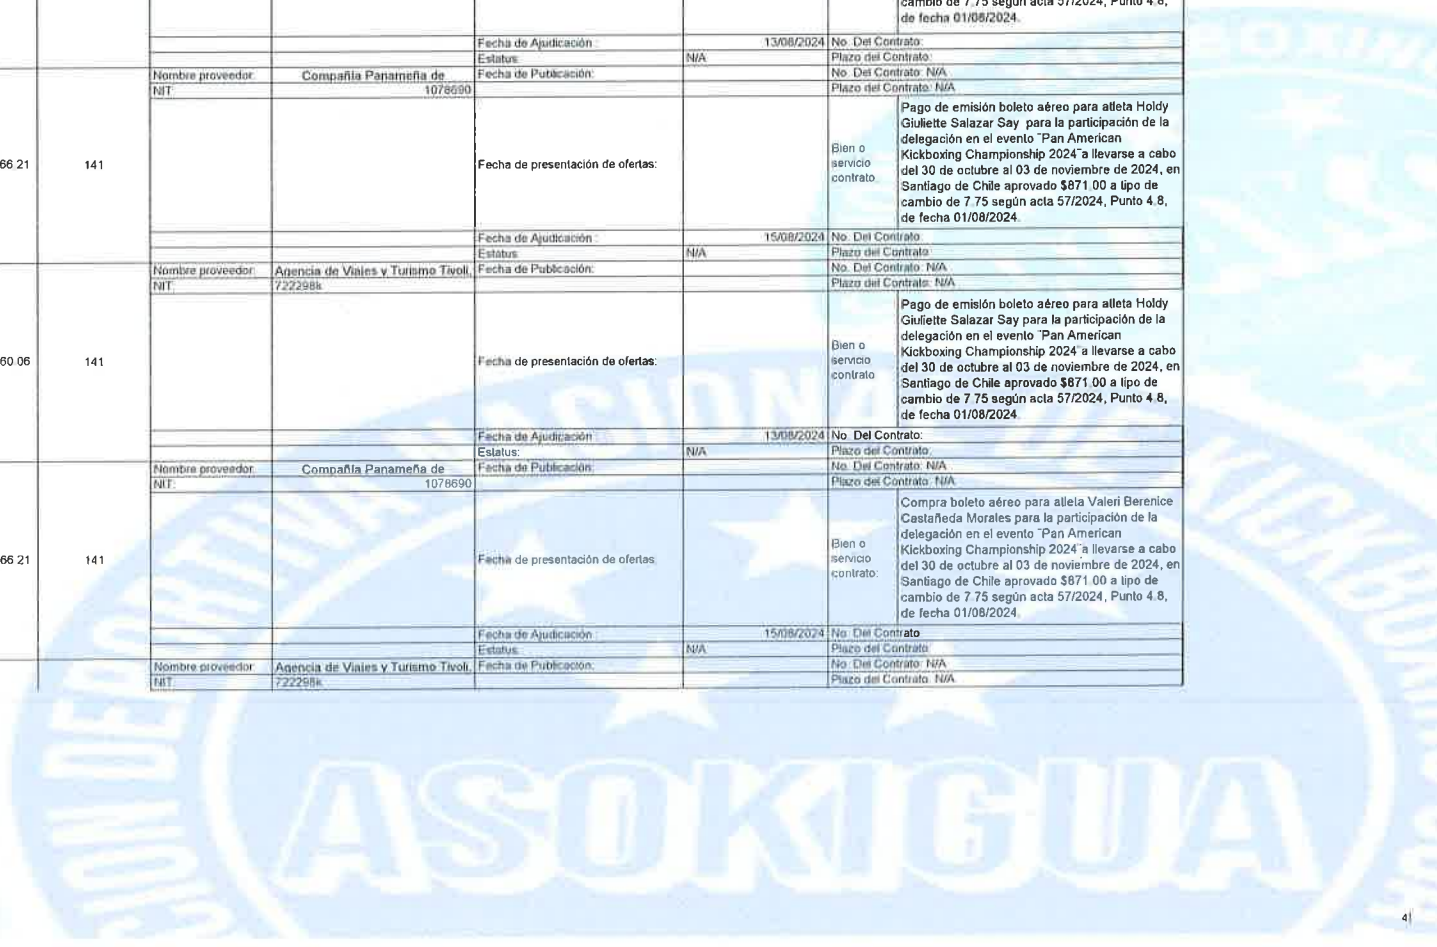 cambio de 7.75 según acta 57/2024, Punto 4.8,
de fecha 01/08/2024.
Fecha de Ajudicación : 13/08/2024 No. Del Contrato:
Estatus: N/A Plazo del Contrato:
Nombre proveedor: Compañía Panameña de Fecha de Publicación: No. Del Contrato: N/A
NIT: 1078690 Plazo del Contrato: N/A
66.21 141 Fecha de presentación de ofertas:
Bien o
servicio
contrato
Pago de emisión boleto aéreo para atleta Holdy
Giuliette Salazar Say para la participación de la
delegación en el evento ¨Pan American
Kickboxing Championship 2024¨a llevarse a cabo
del 30 de octubre al 03 de noviembre de 2024, en
Santiago de Chile aprovado $871.00 a tipo de
cambio de 7.75 según acta 57/2024, Punto 4.8,
de fecha 01/08/2024.
Fecha de Ajudicación : 15/08/2024 No. Del Contrato
Estatus: N/A Plazo del Contrato:
Nombre proveedor: Agencia de Viajes y Turismo Tivoli, Fecha de Publicación: No. Del Contrato: N/A
NIT: 722298k Plazo del Contrato: N/A
60.06 141 Fecha de presentación de ofertas:
Bien o
servicio
contrato
Pago de emisión boleto aéreo para atleta Holdy
Giuliette Salazar Say para la participación de la
delegación en el evento ¨Pan American
Kickboxing Championship 2024¨a llevarse a cabo
del 30 de octubre al 03 de noviembre de 2024, en
Santiago de Chile aprovado $871.00 a tipo de
cambio de 7.75 según acta 57/2024, Punto 4.8,
de fecha 01/08/2024.
Fecha de Ajudicación : 13/08/2024 No. Del Contrato:
Estatus: N/A Plazo del Contrato:
Nombre proveedor: Compañía Panameña de Fecha de Publicación: No. Del Contrato: N/A
NIT: 1078690 Plazo del Contrato: N/A
66.21 141 Fecha de presentación de ofertas:
Bien o
servicio
contrato:
Compra boleto aéreo para atleta Valeri Berenice
Castañeda Morales para la participación de la
delegación en el evento ¨Pan American
Kickboxing Championship 2024¨a llevarse a cabo
del 30 de octubre al 03 de noviembre de 2024, en
Santiago de Chile aprovado $871.00 a tipo de
cambio de 7.75 según acta 57/2024, Punto 4.8,
de fecha 01/08/2024.
Fecha de Ajudicación : 15/08/2024 No. Del Contrato
Estatus: N/A Plazo del Contrato:
Nombre proveedor: Agencia de Viajes y Turismo Tivoli, Fecha de Publicación: No. Del Contrato: N/A
NIT: 722298k Plazo del Contrato: N/A
ASOKIGUA
4|